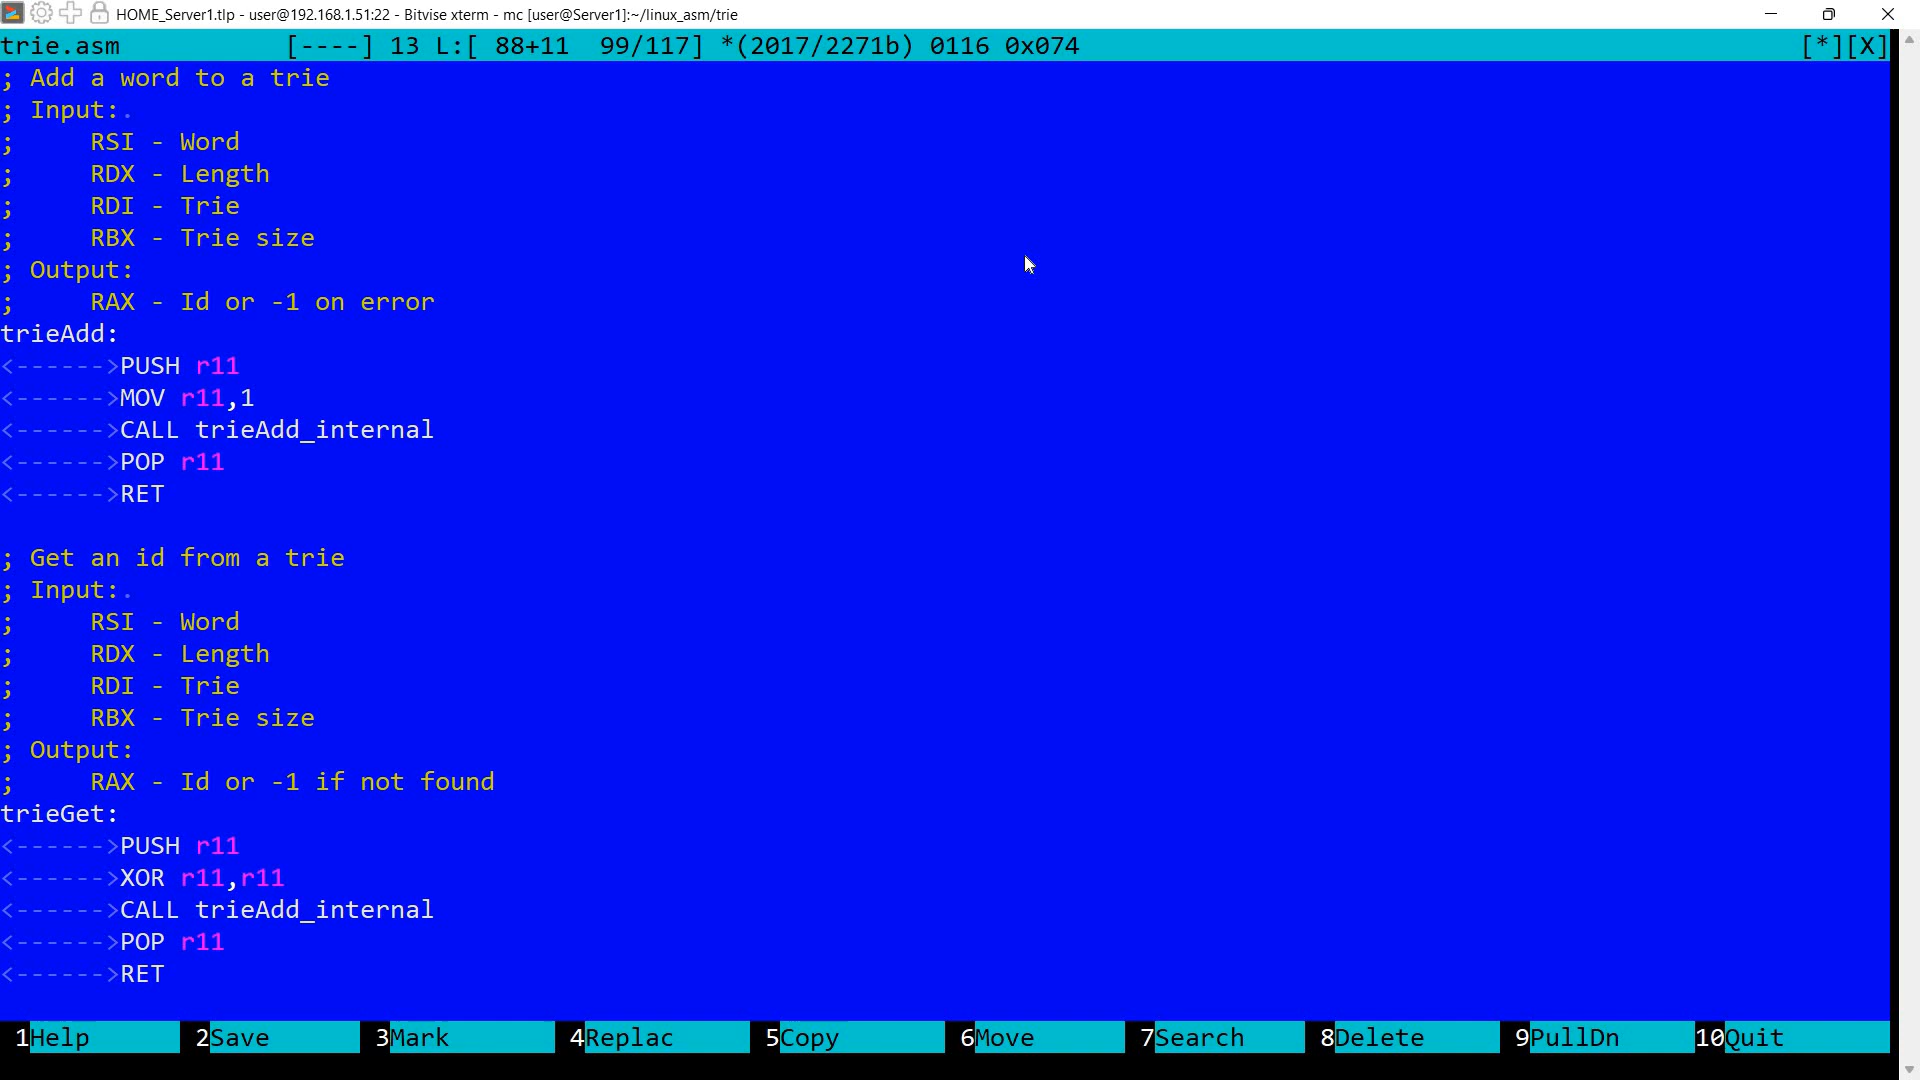 HOME_Server1.tlp - user@192.168.1.51:22 - Bitvise xterm - mc [user@Server1]:~/linux_asm/trie
trie.asm [----] 13 L:[ 88+11 99/117] *(2017/2271b) 0116 0x074 [*][X]
; Add a word to a trie
; Input:.
; RSI - Word
; RDX - Length
; RDI - Trie
; RBX - Trie size
; Output:
; RAX - Id or -1 on error
trieAdd:
<------>PUSH r11
<------>MOV r11,1
<------>CALL trieAdd_internal
<------>POP r11
<------>RET
; Get an id from a trie
; Input:.
; RSI - Word
; RDX - Length
; RDI - Trie
; RBX - Trie size
; Output:
; RAX - Id or -1 if not found
trieGet:
<------>PUSH r11
<------>XOR r11,r11
<------>CALL trieAdd_internal
<------>POP r11
<------>RET
1Help 2Save 3Mark 4Replac 5Copy 6Move 7Search 8Delete 9PullDn 10Quit